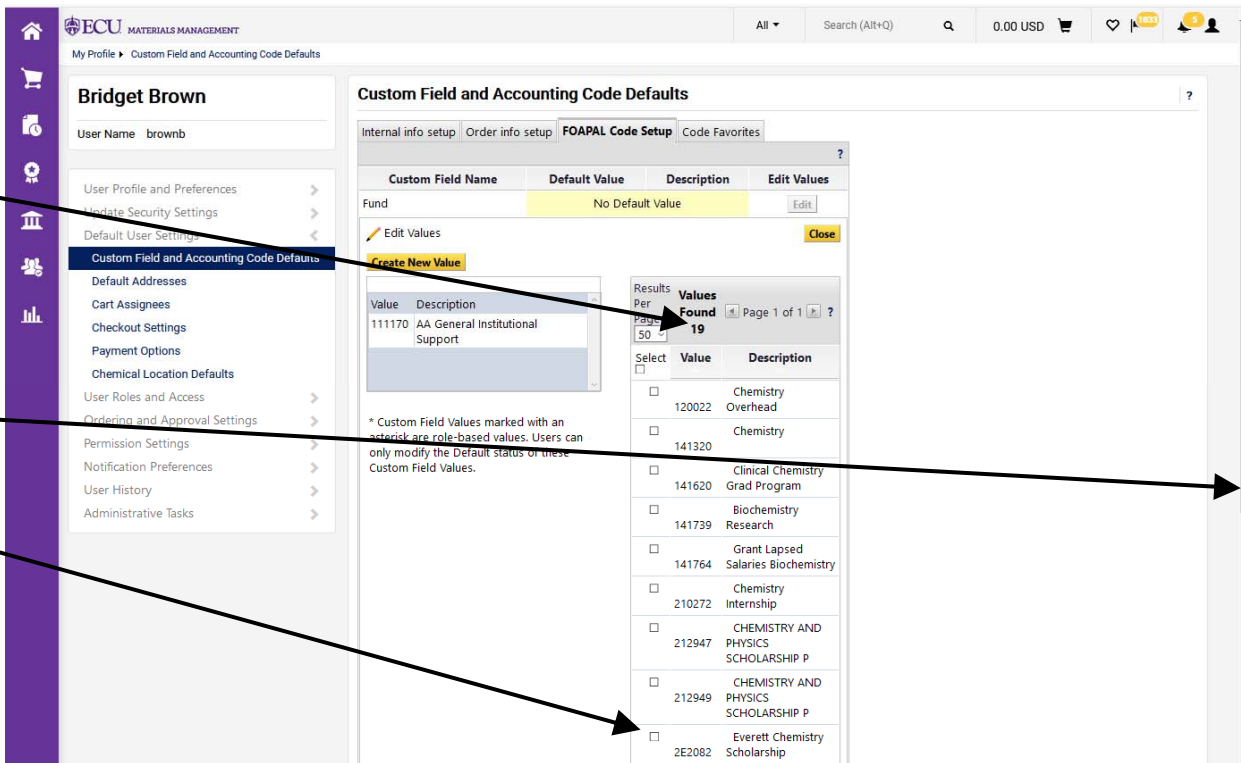 ECU MATERIALS MANAGEMENT
All
Search (Alt+Q)
0.00 USD
1833
5
My Profile Custom Field and Accounting Code Defaults
Bridget Brown
User Name brownb
User Profile and Preferences
Update Security Settings
Default User Settings
Custom Field and Accounting Code Defaults
Default Addresses
Cart Assignees
Checkout Settings
Payment Options
Chemical Location Defaults
User Roles and Access
Ordering and Approval Settings
Permission Settings
Notification Preferences
User History
Administrative Tasks
Custom Field and Accounting Code Defaults
?
Internal info setup Order info setup FOAPAL Code Setup Code Favorites
?
Custom Field Name Default Value Description Edit Values
Fund No Default Value Edit
Edit Values Close
Create New Value
Value Description
111170 AA General Institutional
Support
* Custom Field Values marked with an
asterisk are role-based values. Users can
only modify the Default status of these
Custom Field Values.
Results
Per
Page
50
Values
Found
19
Page 1 of 1 ?
Select Value Description
Chemistry
120022 Overhead
Chemistry
141320
Clinical Chemistry
141620 Grad Program
Biochemistry
141739 Research
Grant Lapsed
141764 Salaries Biochemistry
Chemistry
210272 Internship
CHEMISTRY AND
212947 PHYSICS
SCHOLARSHIP P
CHEMISTRY AND
212949 PHYSICS
SCHOLARSHIP P
Everett Chemistry
2E2082 Scholarship